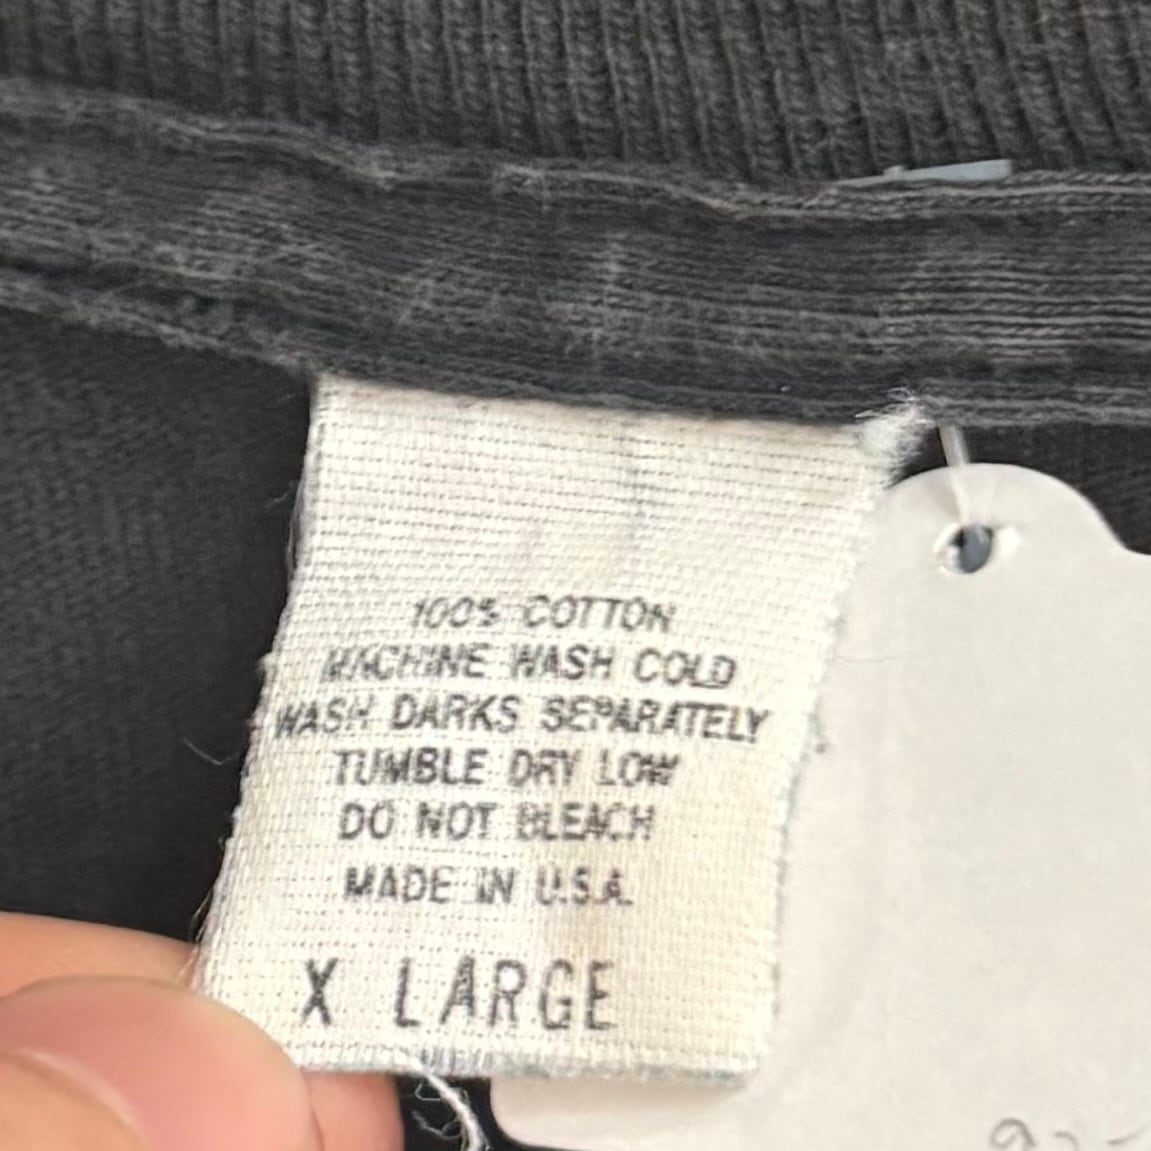 100% COTTON
MACHINE WASH COLD
WASH DARKS SEPARATELY
TUMBLE DRY LOW
DO NOT BLEACH
MADE IN U.S.A.
X LARGE